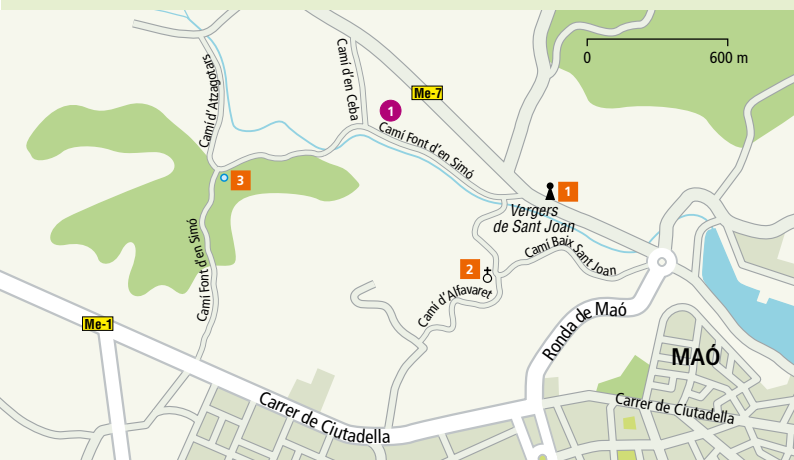 Camí d'Atzagotars
Camí d'en Ceba
Me-7
0
600 m
1
Camí Font d'en Simó
3
1
Vergers
de Sant Joan
Camí Baix Sant Joan
2
Camí d'Alfavaret
Camí Font d'en Simó
Me-1
Ronda de Maó
MAÓ
Carrer de Ciutadella
Carrer de Ciutadella